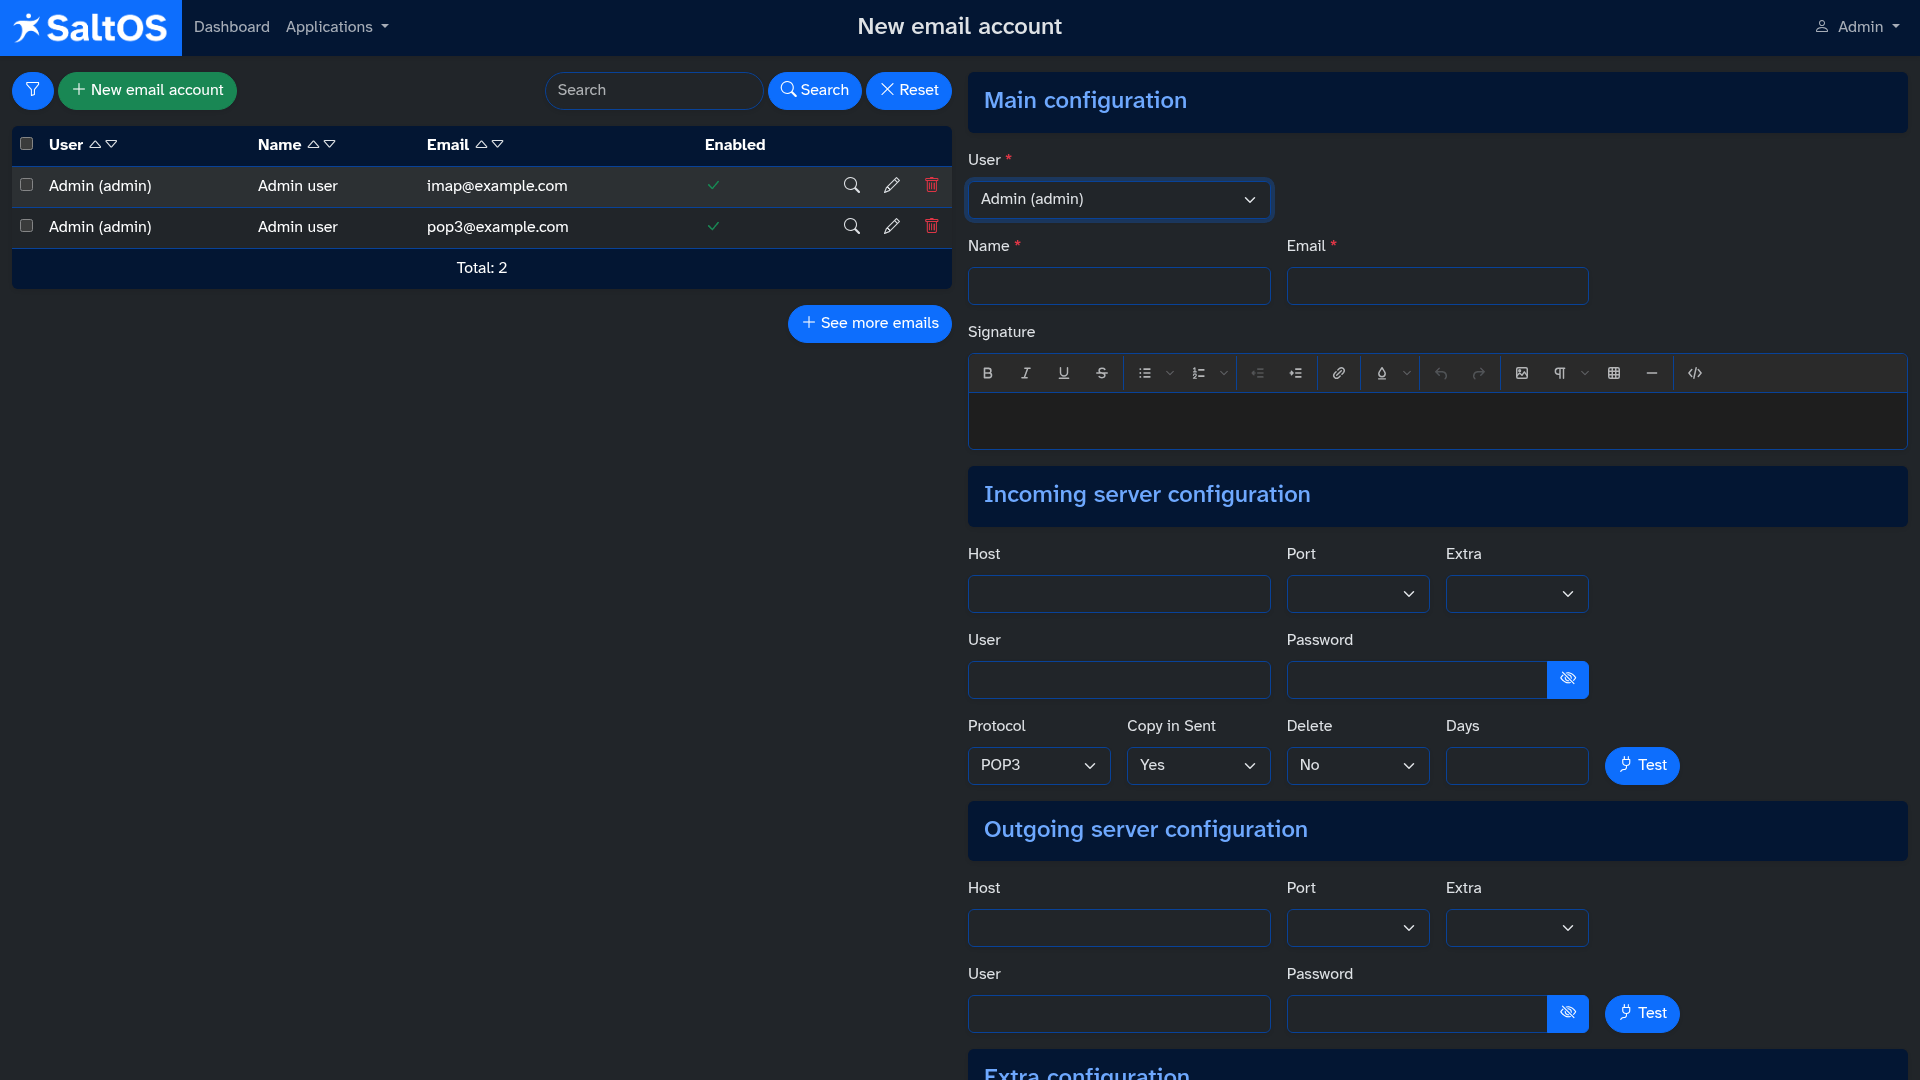 SaltOS
Dashboard Applications
New email account
Admin
New email account
Search
Search
Reset
User Name Email Enabled
Admin (admin) Admin user imap@example.com
Admin (admin) Admin user pop3@example.com
Total: 2
See more emails
Main configuration
User *
Admin (admin)
Name * Email *
Signature
Incoming server configuration
Host Port Extra
User Password
Protocol Copy in Sent Delete Days
POP3 Yes No Test
Outgoing server configuration
Host Port Extra
User Password
Test
Extra configuration